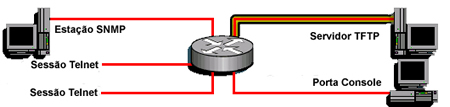 Estação SNMP
Servidor TFTP
Sessão Telnet
Porta Console
Sessão Telnet